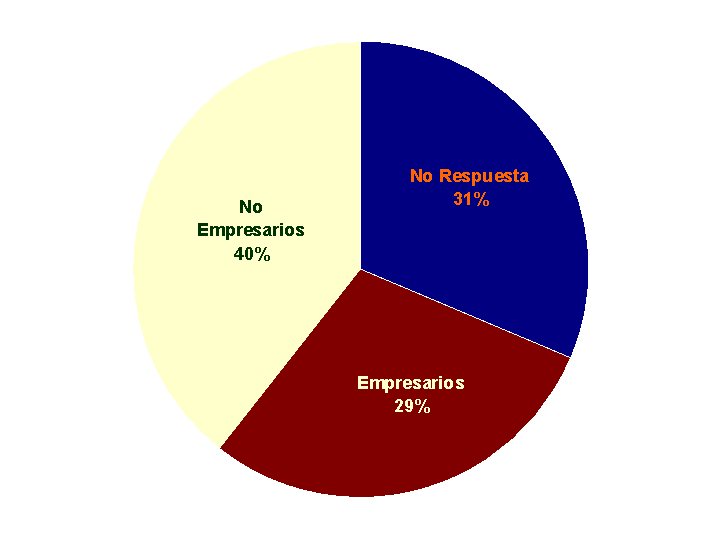 No Respuesta
31%
No
Empresarios
40%
Empresarios
29%